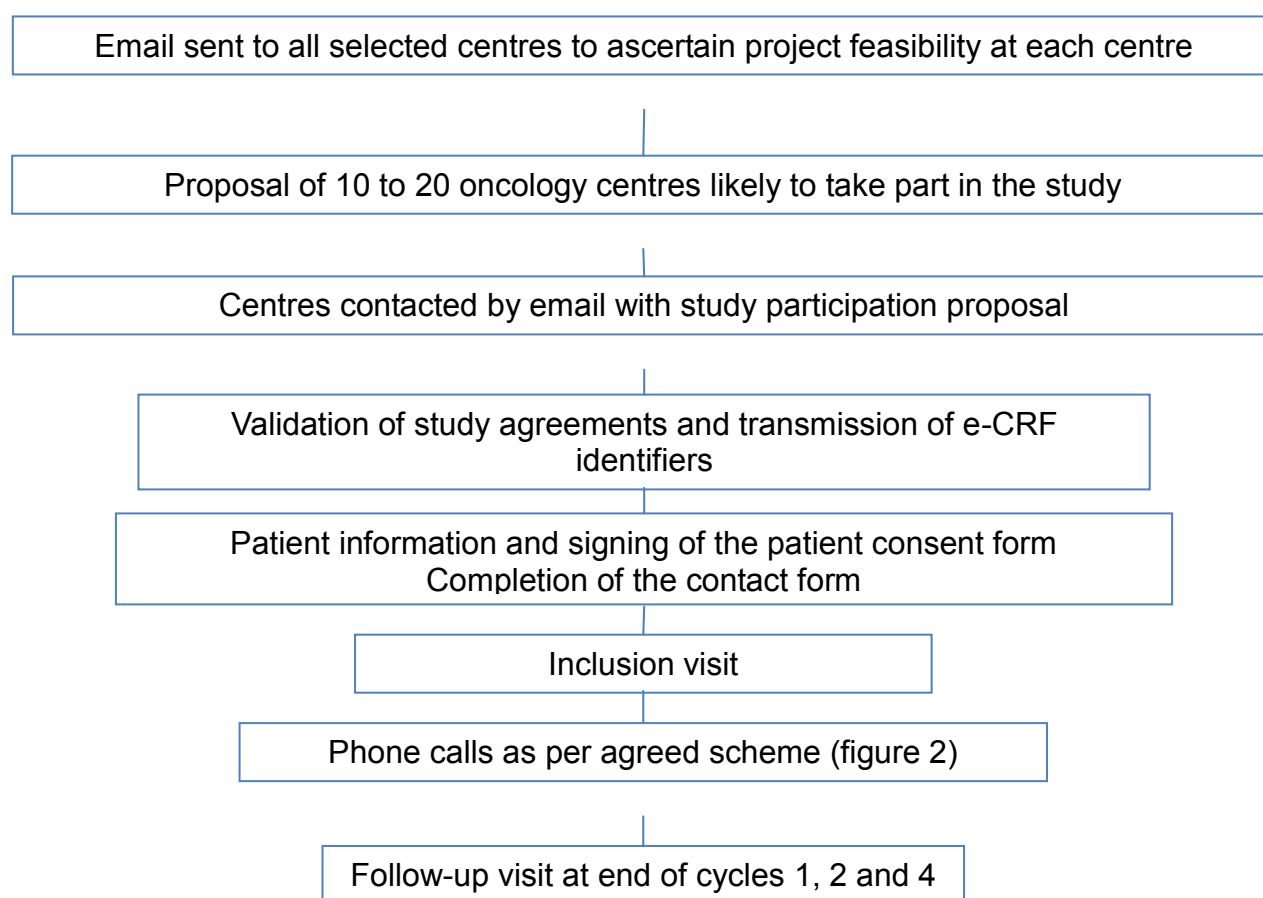 Email sent to all selected centres to ascertain project feasibility at each centre
Proposal of 10 to 20 oncology centres likely to take part in the study
Centres contacted by email with study participation proposal
Validation of study agreements and transmission of e-CRF
identifiers
Patient information and signing of the patient consent form
Completion of the contact form
Inclusion visit
Phone calls as per agreed scheme (figure 2)
Follow-up visit at end of cycles 1, 2 and 4